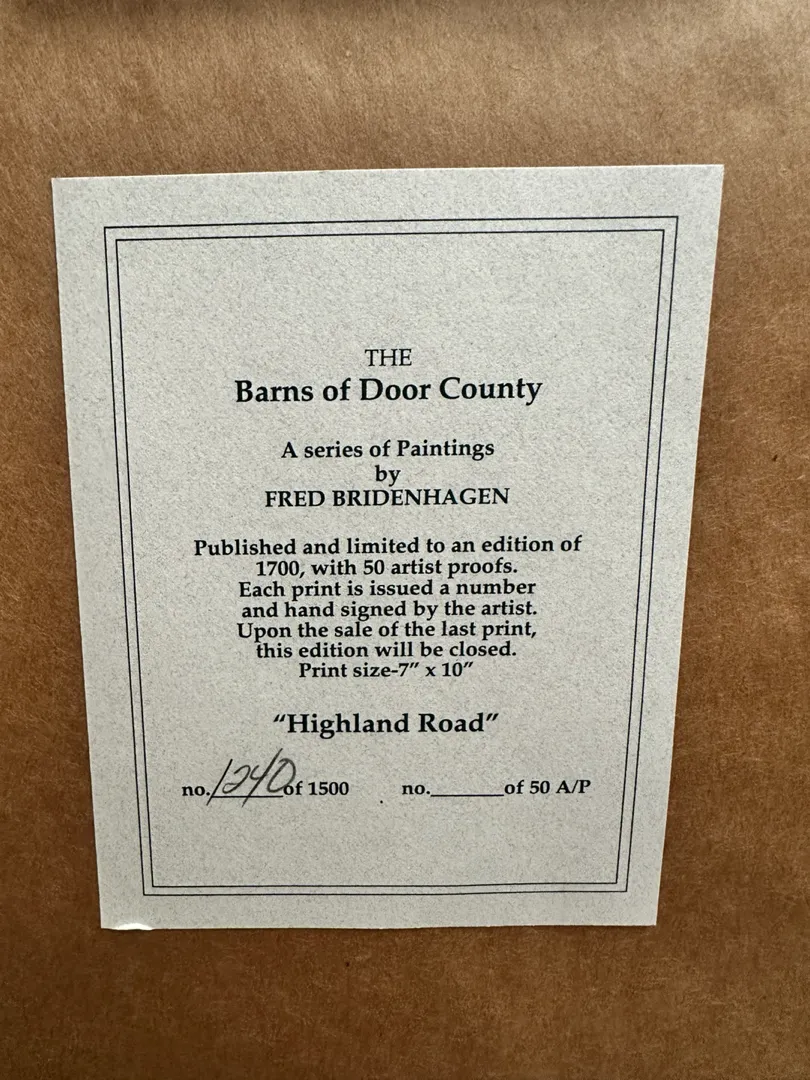 THE
Barns of Door County
A series of Paintings
by
FRED BRIDENHAGEN
Published and limited to an edition of
1700, with 50 artist proofs.
Each print is issued a number
and hand signed by the artist.
Upon the sale of the last print,
this edition will be closed.
Print size-7" x 10"
"Highland Road"
no. 1240 of 1500 no.______of 50 A/P